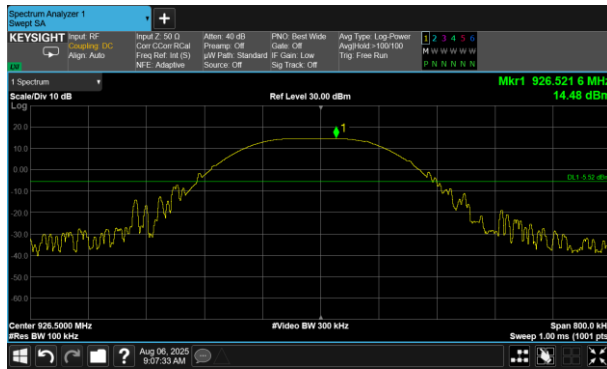 Spectrum Analyzer 1
Swept SA
+
KEYSIGHT Input: RF Input Z: 50 Ω Atten: 40 dB PNO: Best Wide Avg Type: Log-Power 1 2 3 4 5 6
Coupling: DC Corr CCorr RCal Preamp: Off Gate: Off Avg|Hold:>100/100 M W W W W W
Align: Auto Freq Ref: Int (S) µW Path: Standard IF Gain: Low Trig: Free Run
NFE: Adaptive Source: Off Sig Track: Off P N N N N N
1 Spectrum
Mkr1 926.521 6 MHz
Scale/Div 10 dB Ref Level 30.00 dBm 14.48 dBm
Log
1
20.0
10.0
0.00
DL1 -5.52 dBm
-10.0
-20.0
-30.0
-40.0
-50.0
-60.0
Center 926.5000 MHz #Video BW 300 kHz Span 800.0 kHz
#Res BW 100 kHz Sweep 1.00 ms (1001 pts)
? Aug 06, 2025
9:07:33 AM